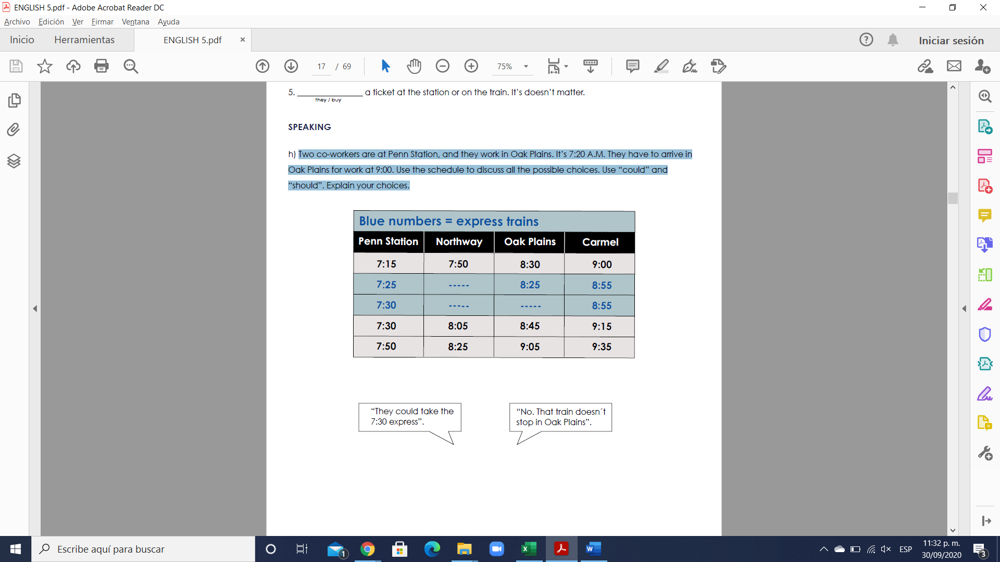 ENGLISH 5.pdf - Adobe Acrobat Reader DC
Archivo Edición Ver Firmar Ventana Ayuda
Inicio Herramientas ENGLISH 5.pdf × Iniciar sesión
17 / 69 75%
5. ______________ a ticket at the station or on the train. It's doesn't matter.
they / buy
SPEAKING
h) Two co-workers are at Penn Station, and they work in Oak Plains. It's 7:20 A.M. They have to arrive in
Oak Plains for work at 9:00. Use the schedule to discuss all the possible choices. Use “could” and
“should”. Explain your choices.
Blue numbers = express trains
Penn Station Northway Oak Plains Carmel
7:15 7:50 8:30 9:00
7:25 ----- 8:25 8:55
7:30 ----- ----- 8:55
7:30 8:05 8:45 9:15
7:50 8:25 9:05 9:35
“They could take the
7:30 express”.
“No. That train doesn´t
stop in Oak Plains”.
Escribe aquí para buscar
1
ESP
11:32 p. m.
30/09/2020
3